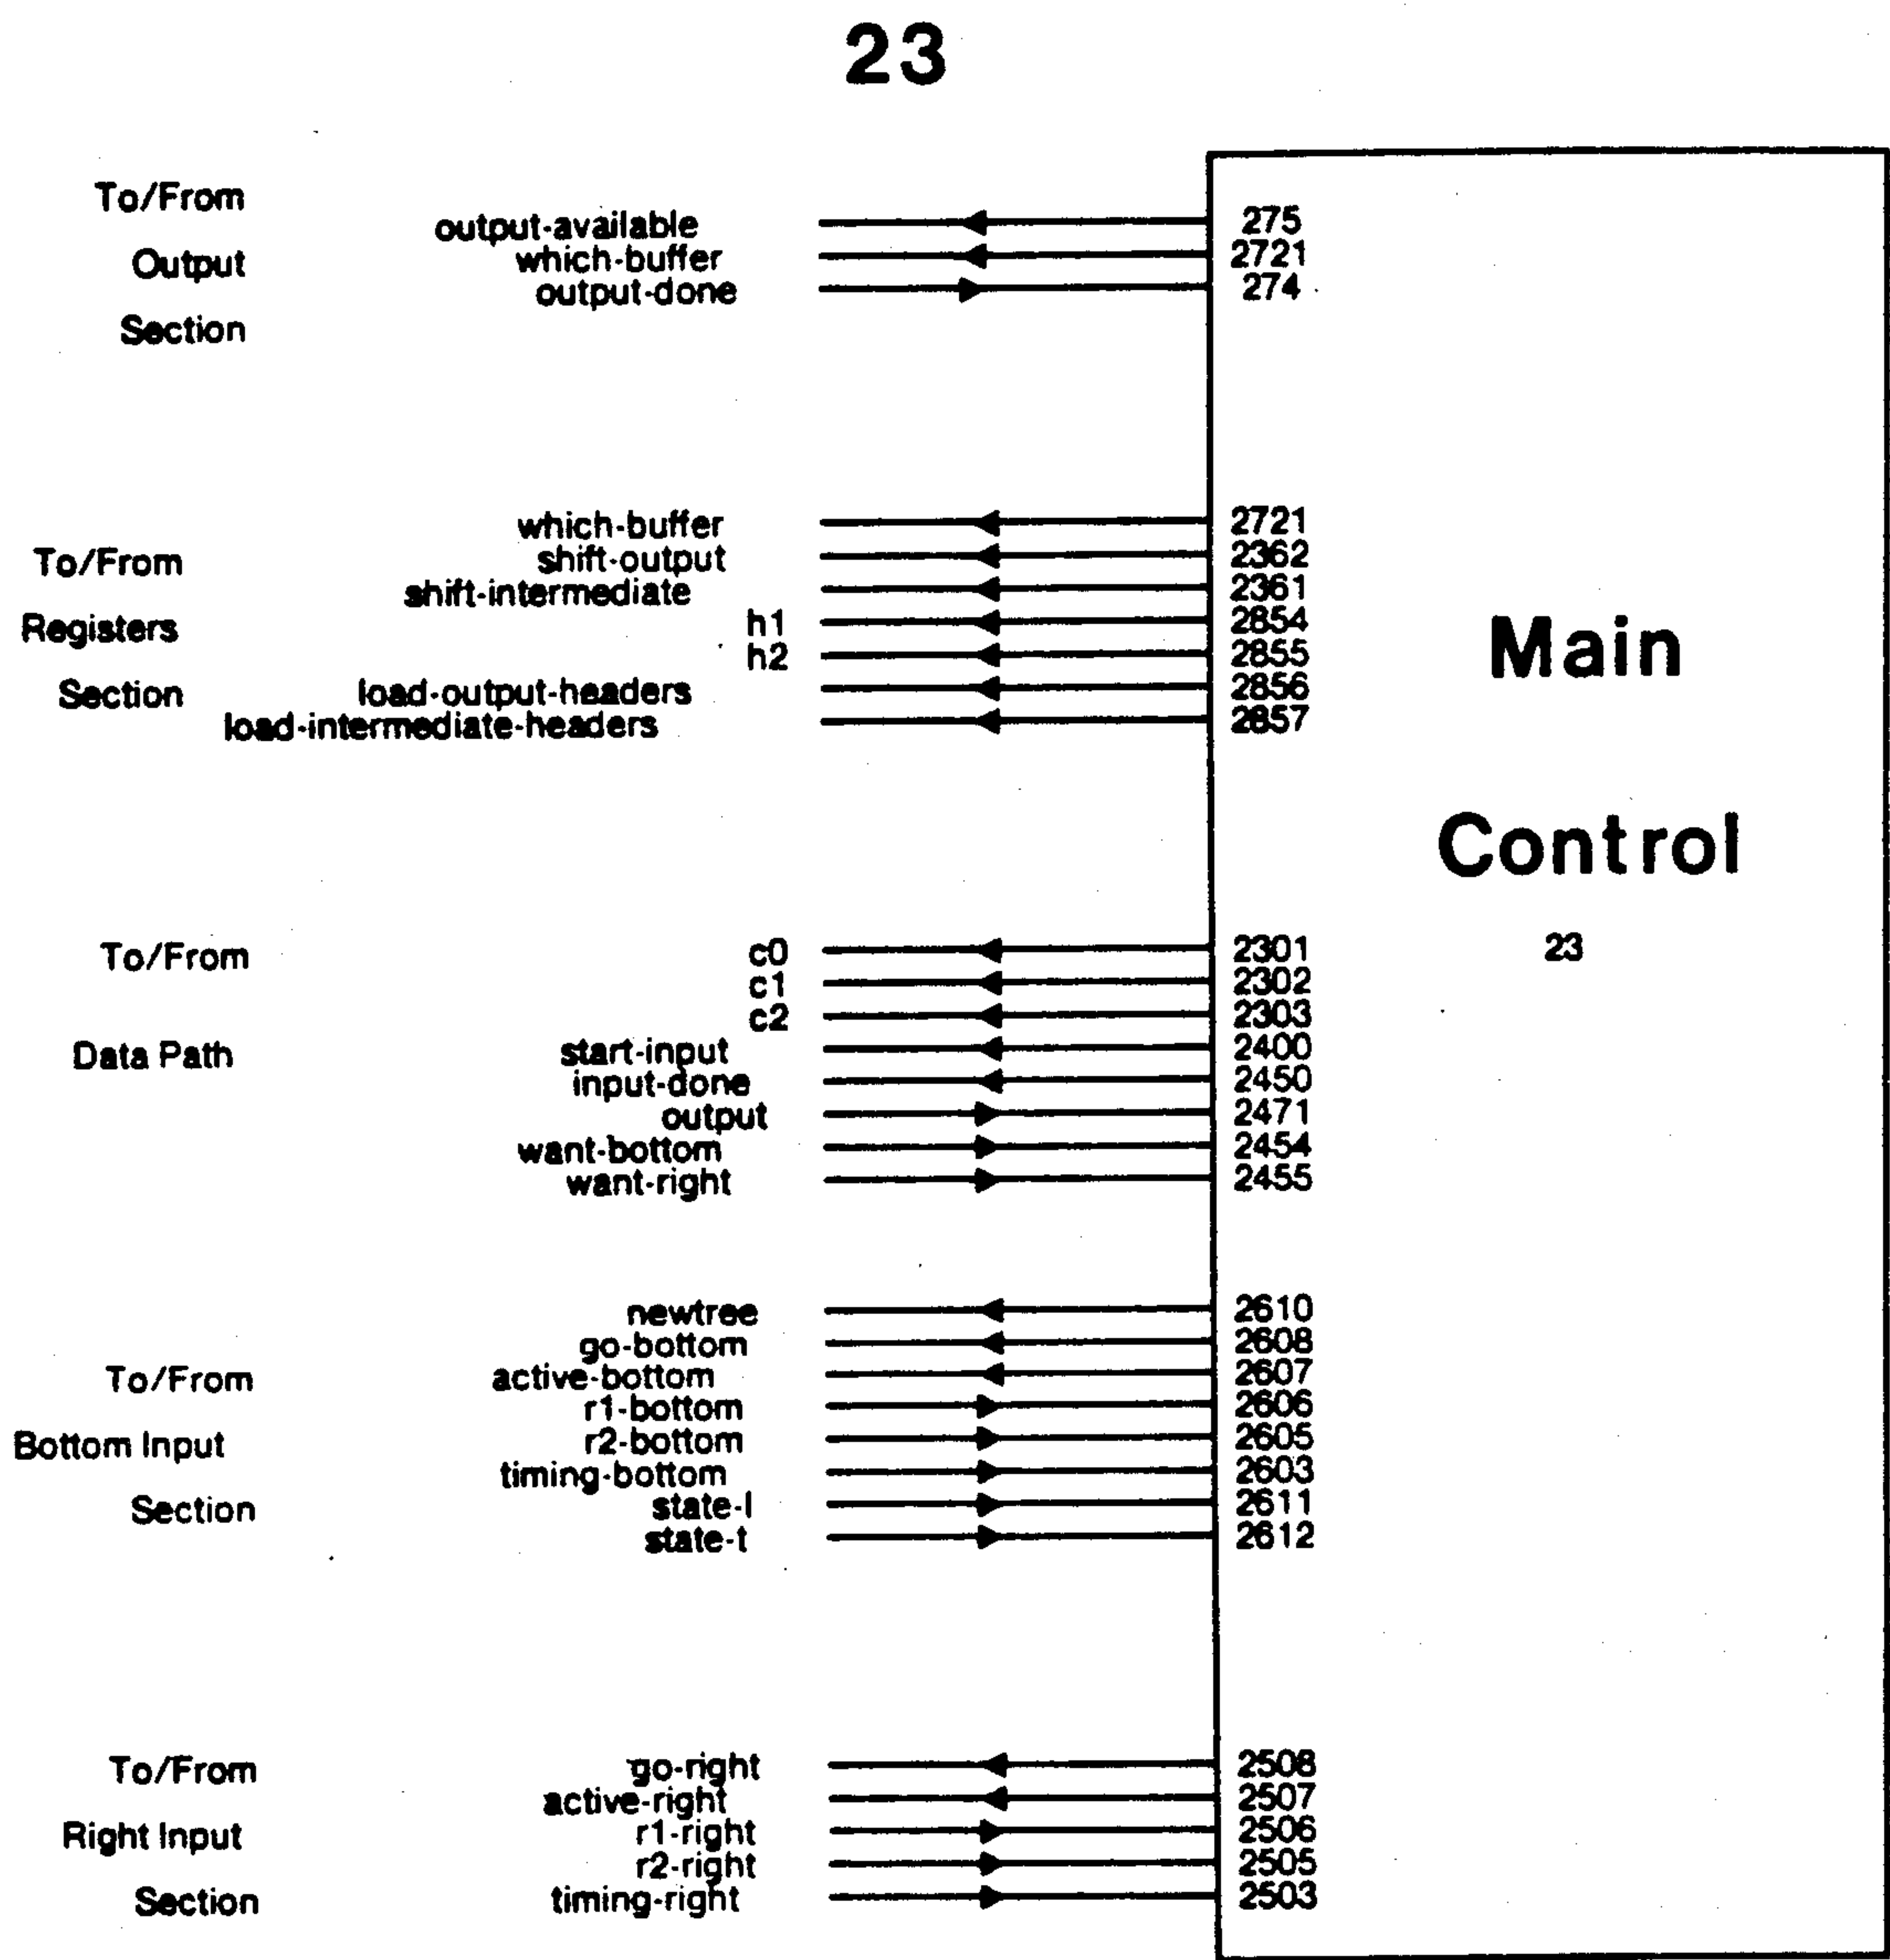 23
To/From
Output
Section
output-available 275
which-buffer 2721
output-done 274
To/From
Registers
Section
which-buffer 2721
shift-output 2362
shift-intermediate 2361
h1 2854
h2 2855
load-output-headers 2856
load-intermediate-headers 2857
Main
Control
23
To/From
Data Path
c0 2301
c1 2302
c2 2303
start-input 2400
input-done 2450
output 2471
want-bottom 2454
want-right 2455
To/From
Bottom Input
Section
newtree 2610
go-bottom 2608
active-bottom 2607
r1-bottom 2606
r2-bottom 2605
timing-bottom 2603
state-l 2611
state-t 2612
To/From
Right Input
Section
go-right 2508
active-right 2507
r1-right 2506
r2-right 2505
timing-right 2503